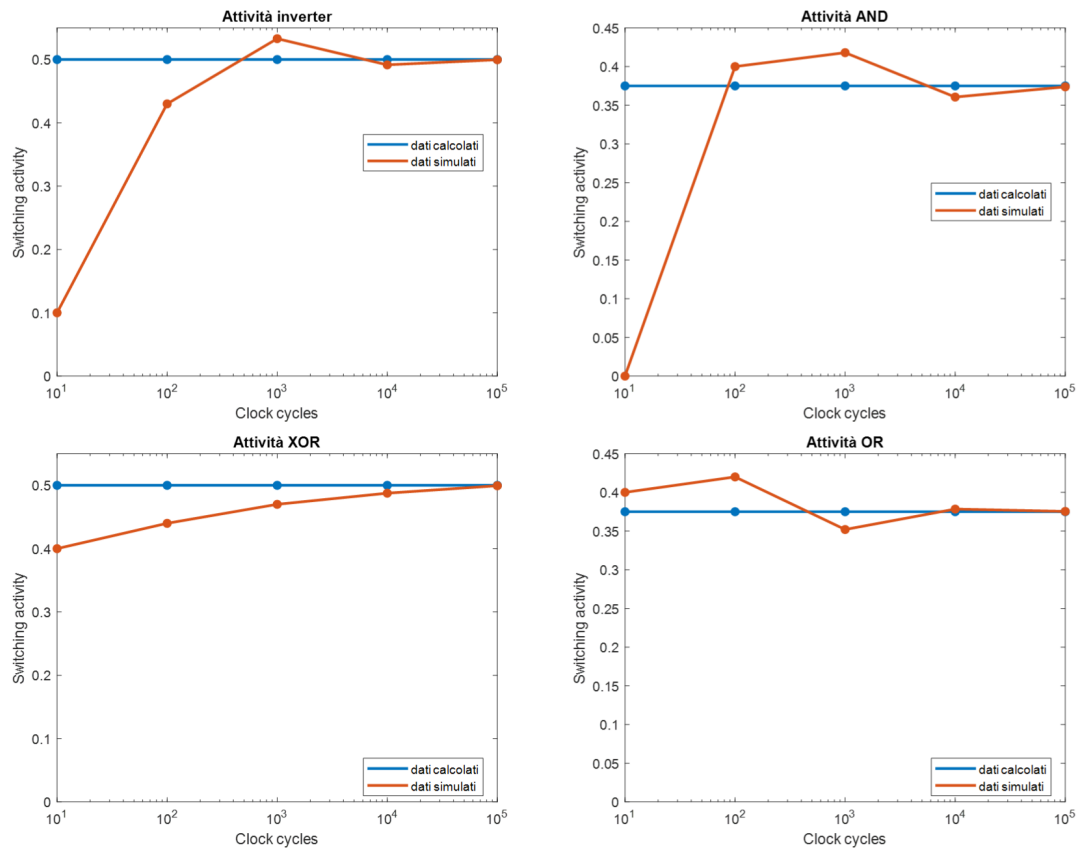 Attività inverter
0.5
0.4
0.3
0.2
0.1
0
Switching activity
dati calcolati
dati simulati
10^1 10^2 10^3 10^4 10^5
Clock cycles
Attività AND
0.45
0.4
0.35
0.3
0.25
0.2
0.15
0.1
0.05
0
Switching activity
dati calcolati
dati simulati
10^1 10^2 10^3 10^4 10^5
Clock cycles
Attività XOR
0.5
0.4
0.3
0.2
0.1
0
Switching activity
dati calcolati
dati simulati
10^1 10^2 10^3 10^4 10^5
Clock cycles
Attività OR
0.45
0.4
0.35
0.3
0.25
0.2
0.15
0.1
0.05
0
Switching activity
dati calcolati
dati simulati
10^1 10^2 10^3 10^4 10^5
Clock cycles